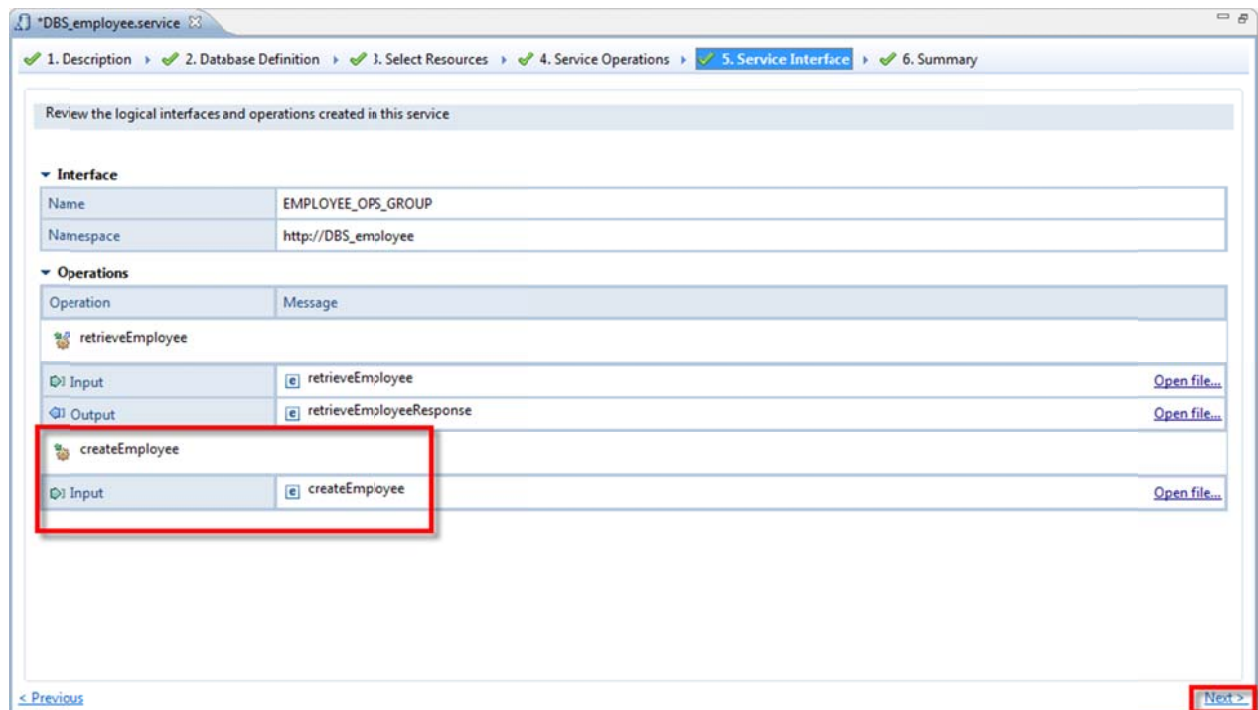 *DBS_employee.service
1. Description 2. Database Definition 3. Select Resources 4. Service Operations 5. Service Interface 6. Summary
Review the logical interfaces and operations created in this service
Interface
Name EMPLOYEE_OPS_GROUP
Namespace http://DBS_employee
Operations
Operation Message
retrieveEmployee
Input retrieveEmployee Open file...
Output retrieveEmployeeResponse Open file...
createEmployee
Input createEmployee Open file...
< Previous Next >